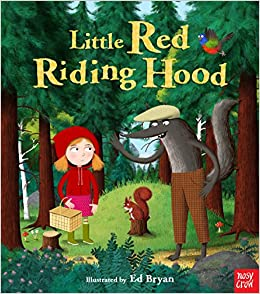 Little Red
Riding Hood
Illustrated by Ed Bryan
nosy
Crow